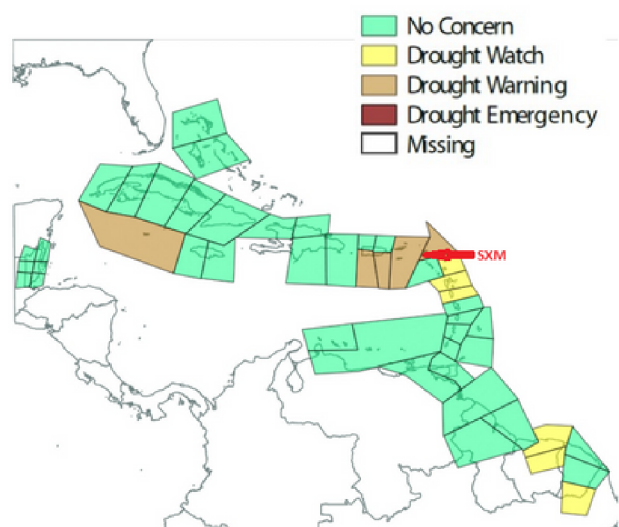 No Concern
Drought Watch
Drought Warning
Drought Emergency
Missing
SXM